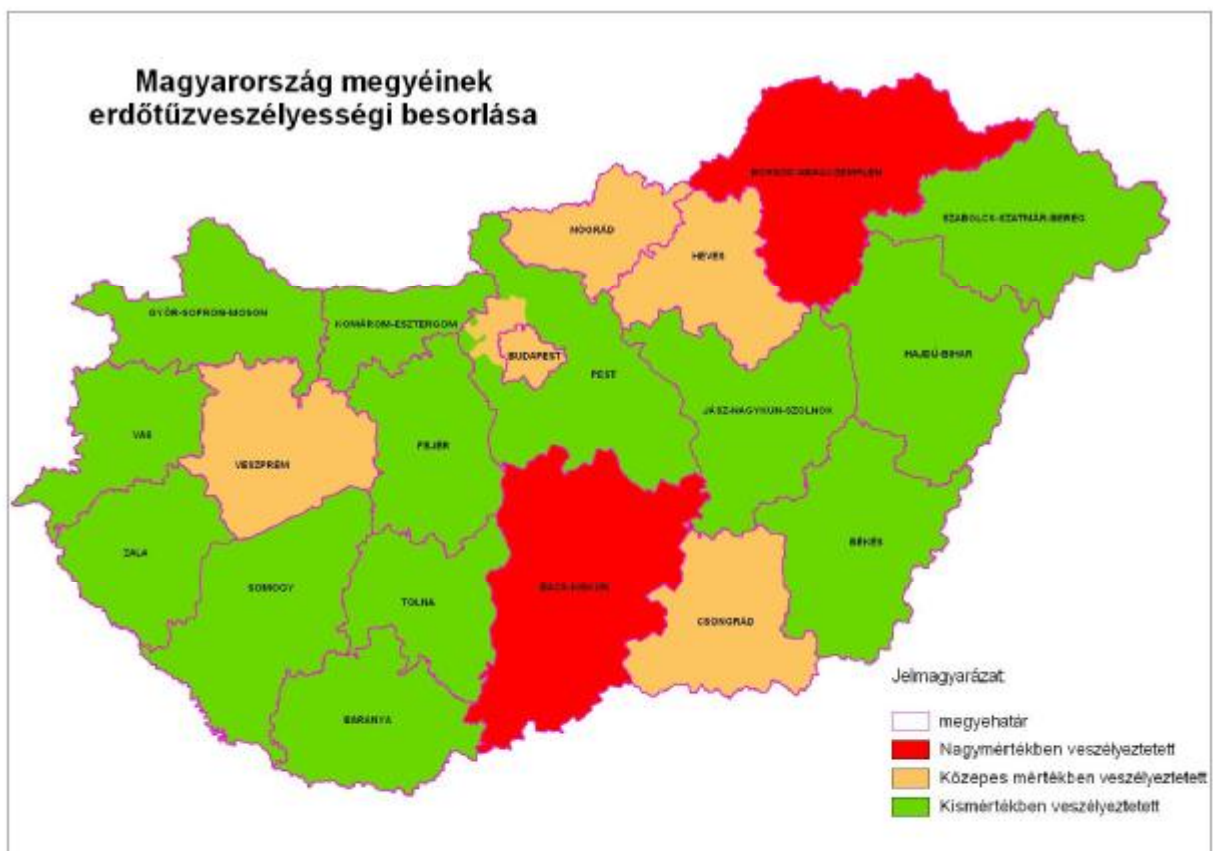 Magyarország megyéinek
erdőtűzveszélyességi besorlása
BORSOD-ABAÚJ-ZEMPLÉN
SZABOLCS-SZATMÁR-BEREG
NÓGRÁD
HEVES
GYŐR-SOPRON-MOSON
KOMÁROM-ESZTERGOM
BUDAPEST
HAJDÚ-BIHAR
PEST
JÁSZ-NAGYKUN-SZOLNOK
VAS
VESZPRÉM
FEJÉR
ZALA
BÉKÉS
SOMOGY
TOLNA
BÁCS-KISKUN
CSONGRÁD
BARANYA
Jelmagyarázat
megyehatár
Nagymértékben veszélyeztetett
Közepes mértékben veszélyeztetett
Kismértékben veszélyeztetett